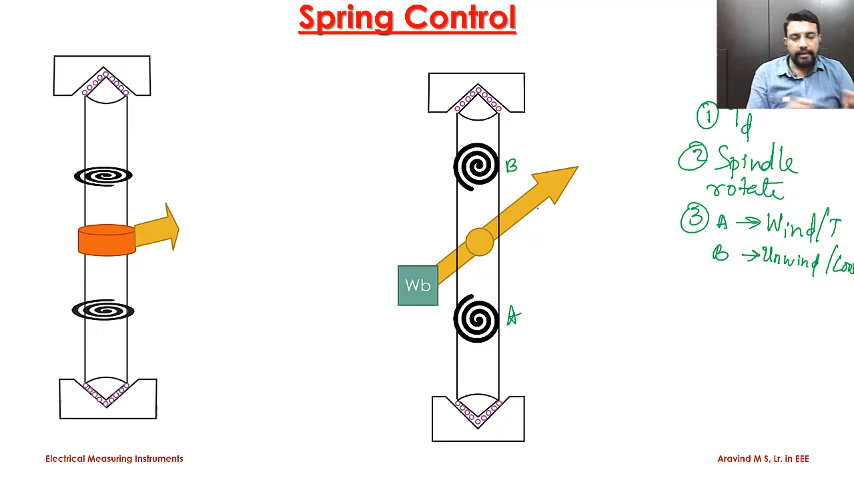 Spring Control
① Td
② Spindle
rotate
③ A → Wind/T
B → Unwind/
B
Wb
A
Electrical Measuring Instruments
Aravind M S, Lr. in EEE